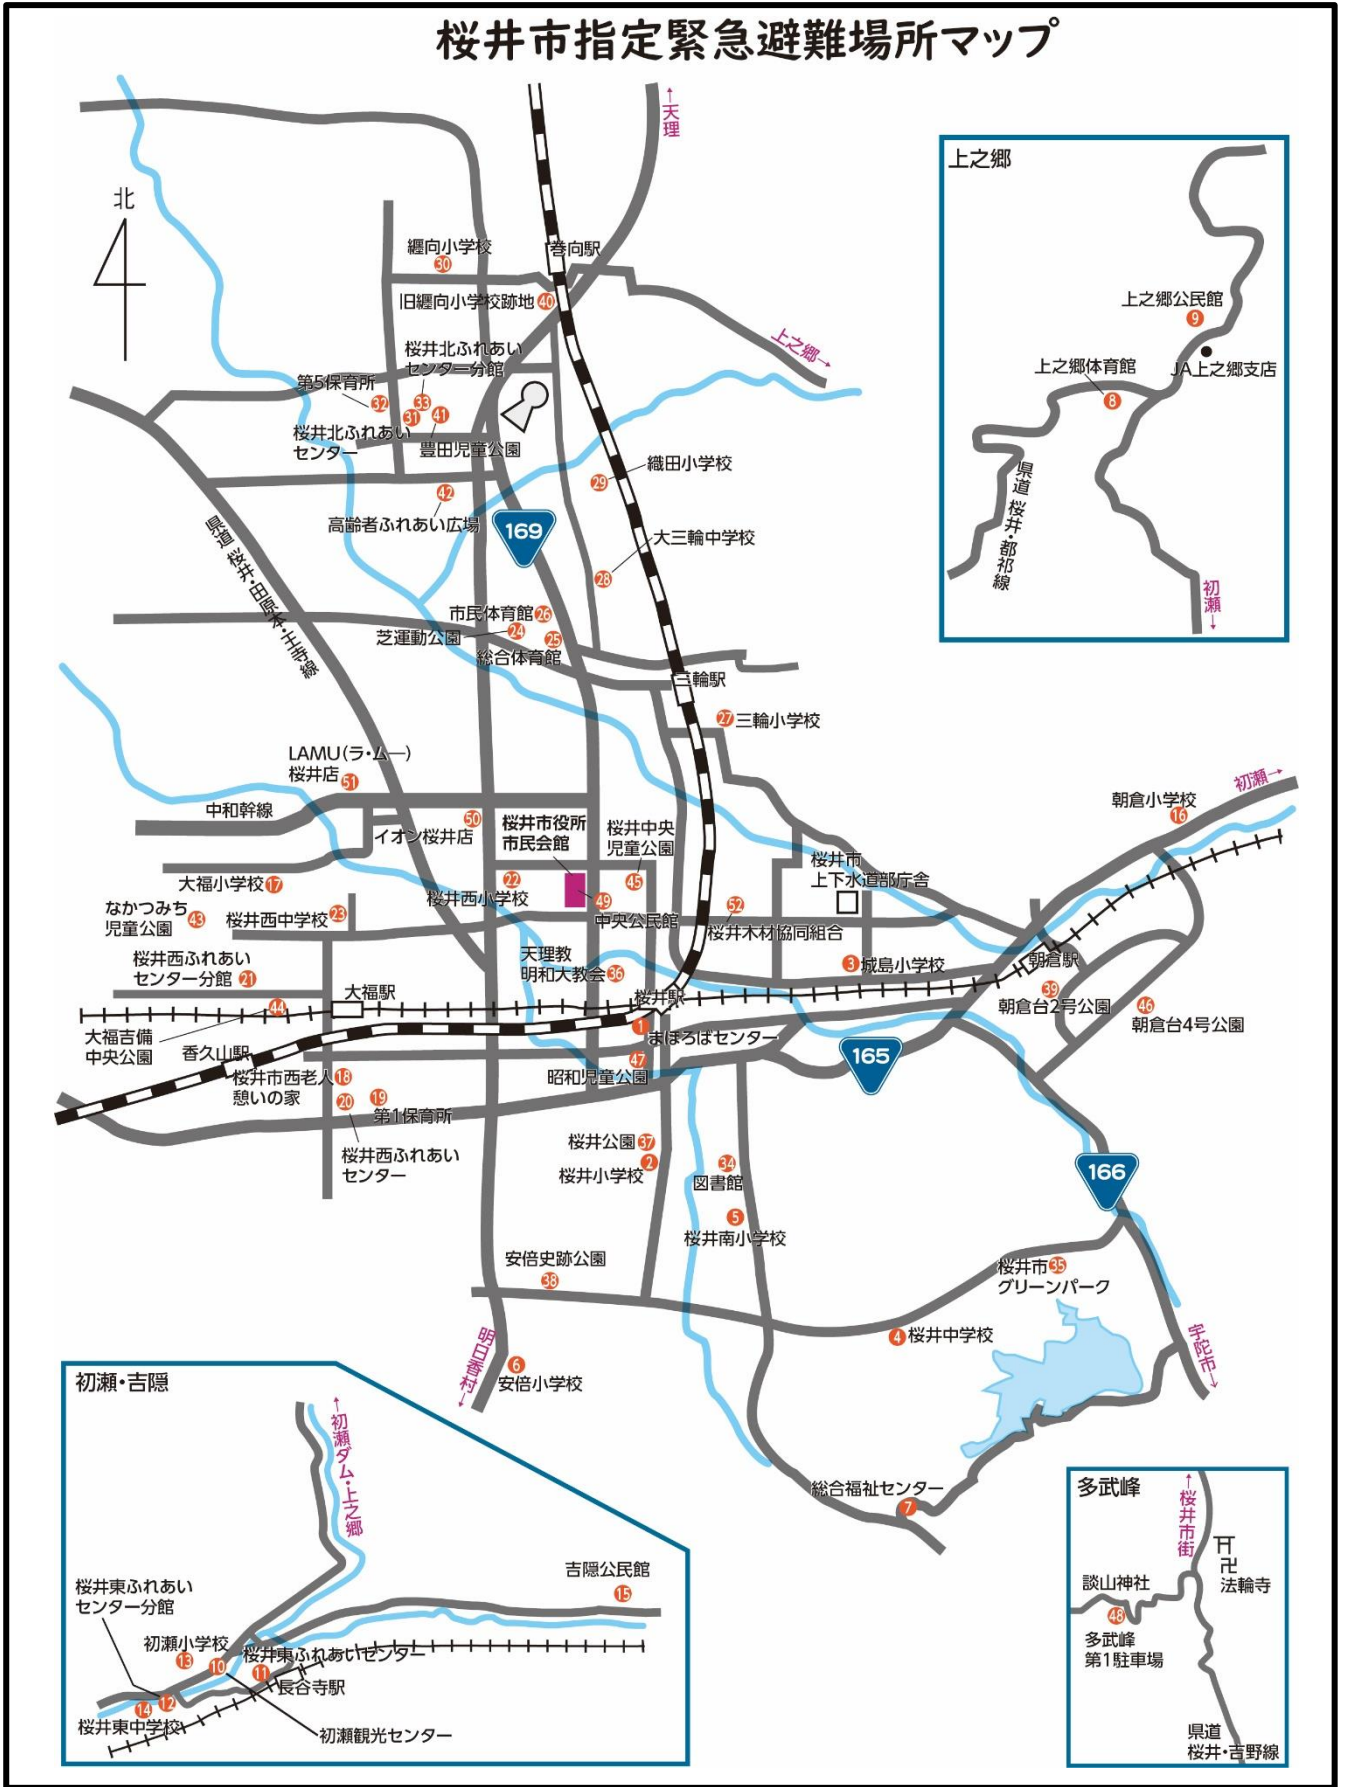 桜井市指定緊急避難場所マップ
←天理
北
纒向小学校
30
巻向駅
旧纒向小学校跡地 40
上之郷→
桜井北ふれあい
センター分館
33
第5保育所
32
31
41
桜井北ふれあい
センター
豊田児童公園
42
高齢者ふれあい広場
県道 桜井・田原本・王寺線
169
織田小学校
29
大三輪中学校
28
市民体育館 26
芝運動公園 24
25
総合体育館
三輪駅
27 三輪小学校
上之郷
上之郷公民館
9
JA上之郷支店
上之郷体育館
8
県道 桜井・都祁線
初瀬→
LAMU(ラ・ムー)
桜井店 51
中和幹線
イオン桜井店
50
桜井市役所
市民会館
桜井中央
児童公園
45
大福小学校 17
22
桜井西小学校
49
中央公民館
なかつみち
児童公園 43
桜井西中学校 23
52
桜井木材協同組合
桜井市
上下水道部庁舎
初瀬→
朝倉小学校
16
桜井西ふれあい
センター分館 21
天理教
明和大教会 36
3 城島小学校
朝倉駅
39
朝倉台2号公園
46
朝倉台4号公園
大福駅
桜井駅
44
大福吉備
中央公園
香久山駅
1 まほろばセンター
47
昭和児童公園
165
桜井市西老人 18
憩いの家
20
19
第1保育所
桜井西ふれあい
センター
桜井公園 37
桜井小学校 2
34
図書館
5
桜井南小学校
166
安倍史跡公園
38
桜井市 35
グリーンパーク
4 桜井中学校
宇陀市→
明日香村→
6
安倍小学校
総合福祉センター
7
初瀬・吉隠
←初瀬ダム・上之郷
吉隠公民館
15
桜井東ふれあい
センター分館
初瀬小学校
13
10
桜井東ふれあいセンター
11
長谷寺駅
12
14
桜井東中学校
初瀬観光センター
多武峰
←桜井市街
卍
法輪寺
談山神社
48
多武峰
第1駐車場
県道
桜井・吉野線